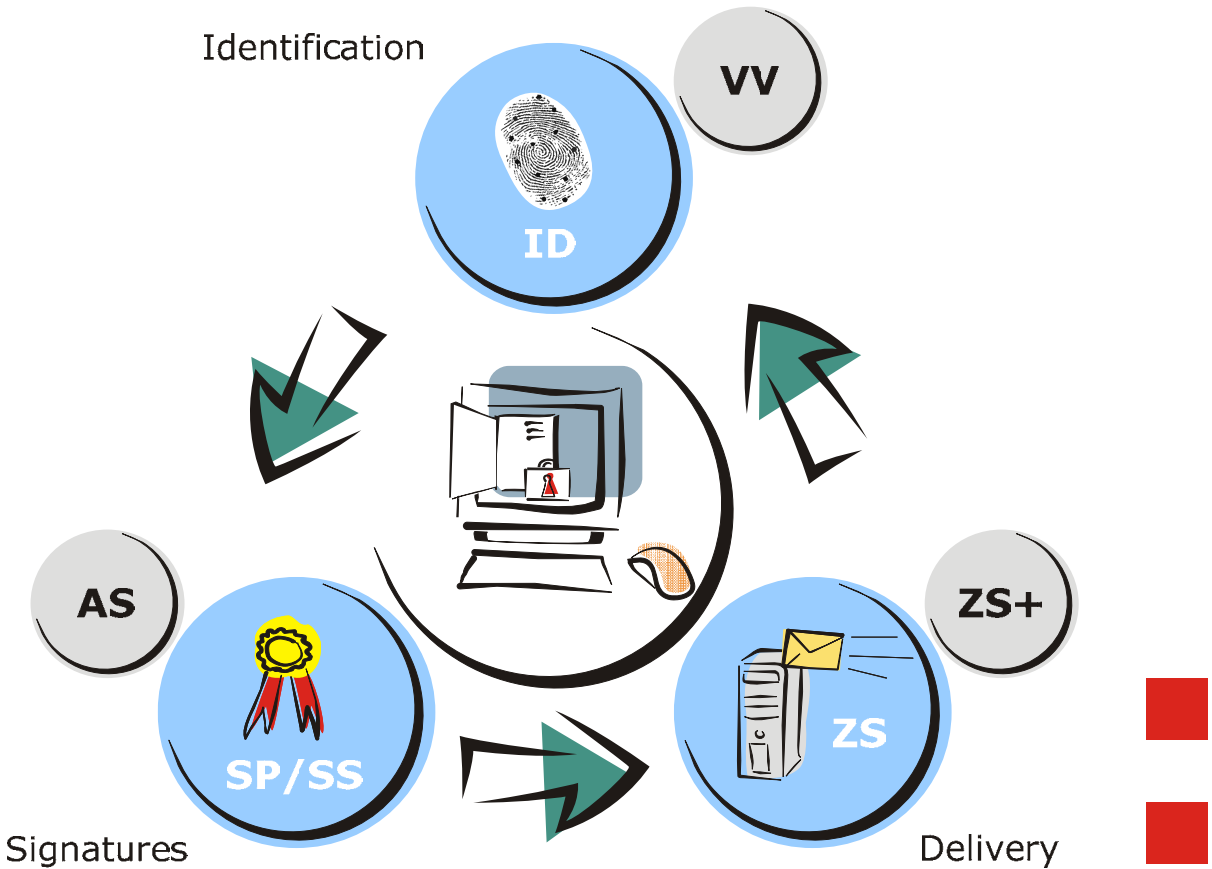 Identification
VV
ID
AS
ZS+
SP/SS
ZS
Signatures
Delivery